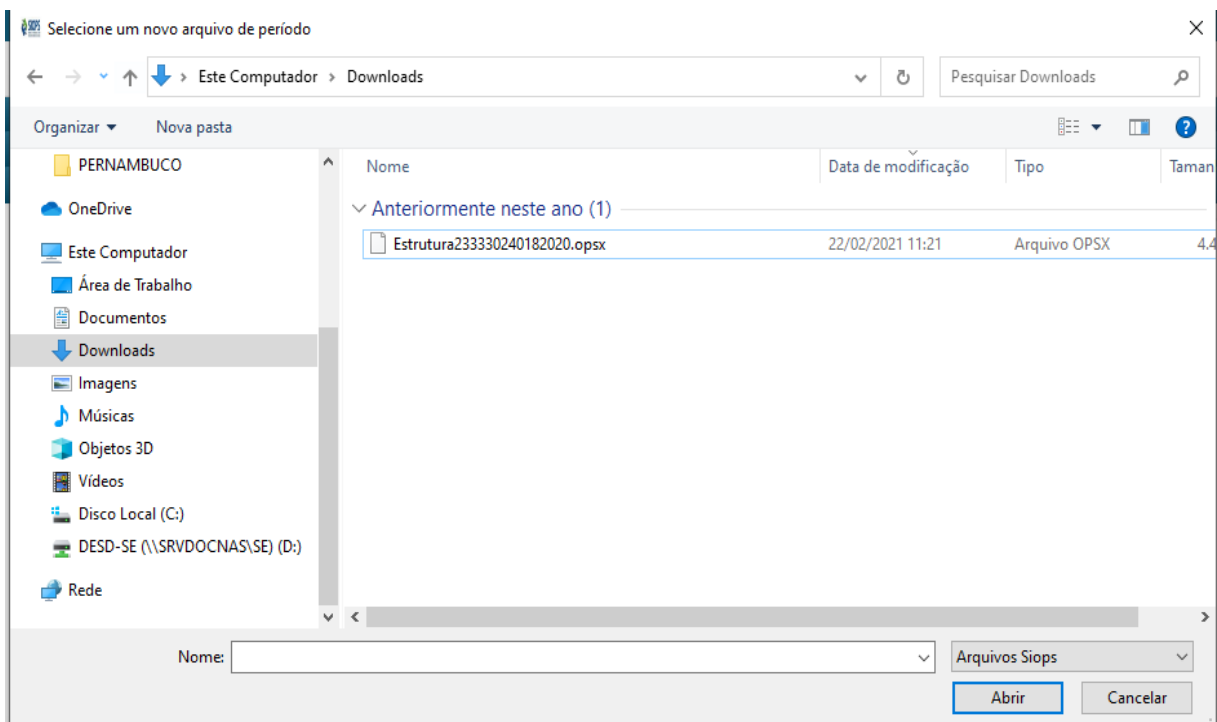 Selecione um novo arquivo de período
Este Computador > Downloads
Pesquisar Downloads
Organizar
Nova pasta
PERNAMBUCO
OneDrive
Este Computador
Área de Trabalho
Documentos
Downloads
Imagens
Músicas
Objetos 3D
Vídeos
Disco Local (C:)
DESD-SE (\\SRVDOCNAS\SE) (D:)
Rede
Nome Data de modificação Tipo Taman
Anteriormente neste ano (1)
Estrutura233330240182020.opsx 22/02/2021 11:21 Arquivo OPSX 4.4
Nome:
Arquivos Siops
Abrir Cancelar